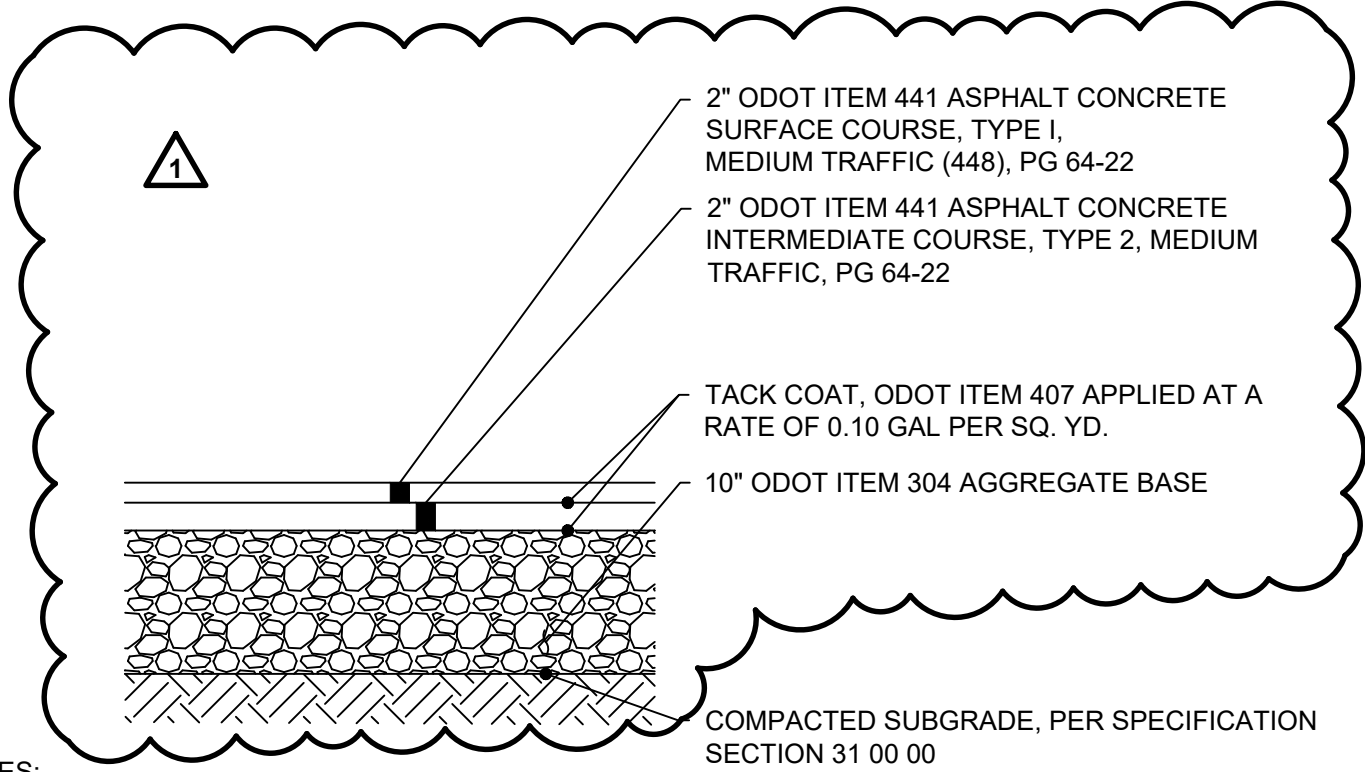 1
2" ODOT ITEM 441 ASPHALT CONCRETE
SURFACE COURSE, TYPE I,
MEDIUM TRAFFIC (448), PG 64-22
2" ODOT ITEM 441 ASPHALT CONCRETE
INTERMEDIATE COURSE, TYPE 2, MEDIUM
TRAFFIC, PG 64-22
TACK COAT, ODOT ITEM 407 APPLIED AT A
RATE OF 0.10 GAL PER SQ. YD.
10" ODOT ITEM 304 AGGREGATE BASE
COMPACTED SUBGRADE, PER SPECIFICATION
SECTION 31 00 00